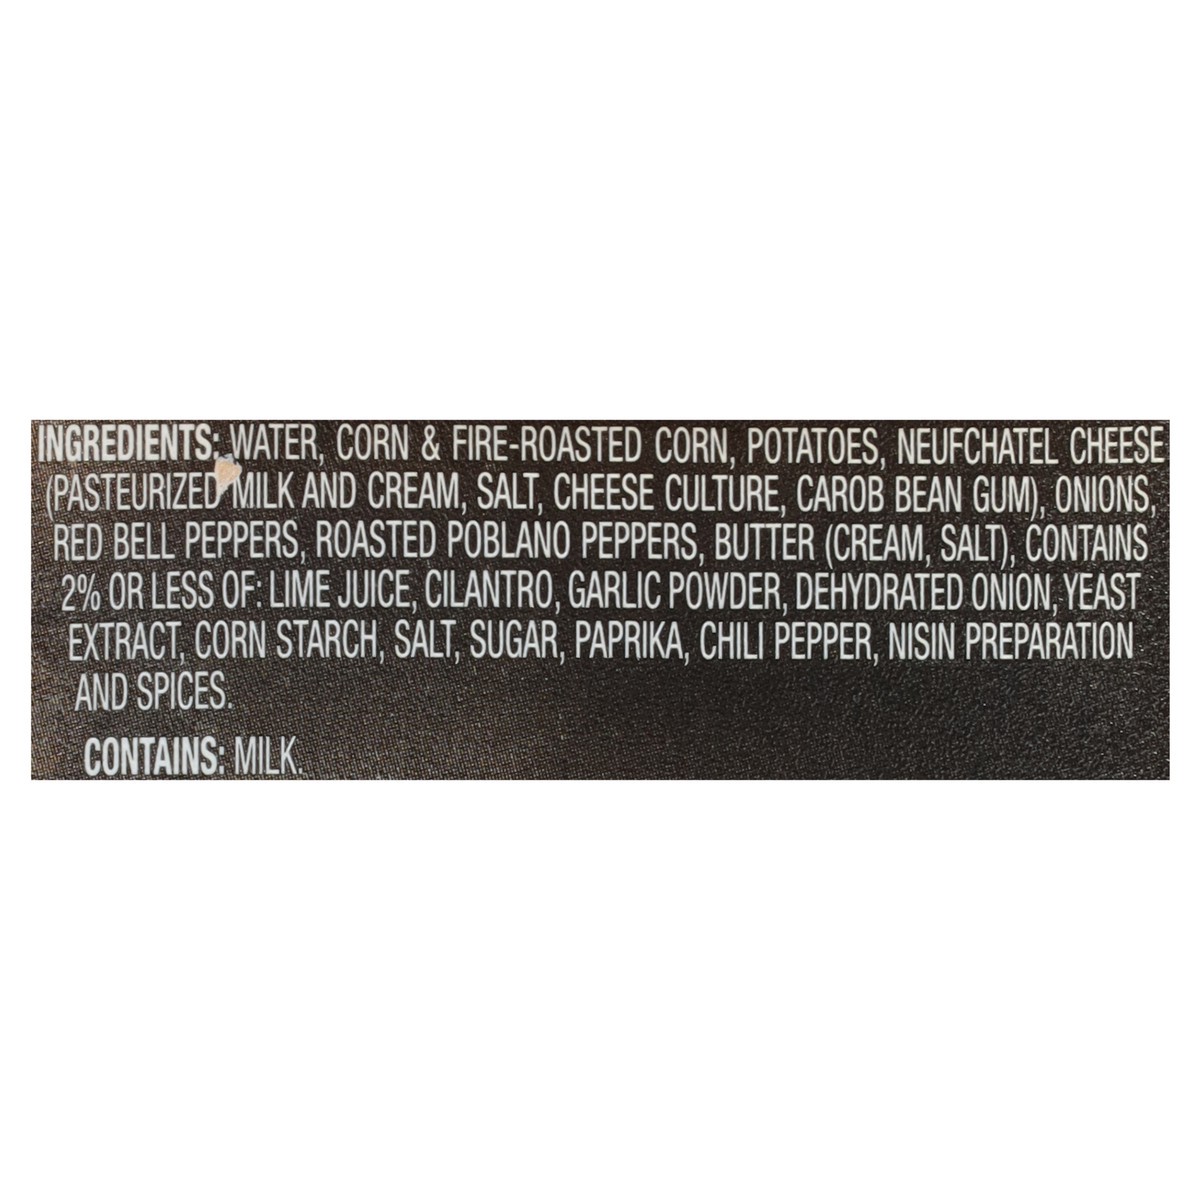 INGREDIENTS: WATER, CORN & FIRE-ROASTED CORN, POTATOES, NEUFCHATEL CHEESE
(PASTEURIZED MILK AND CREAM, SALT, CHEESE CULTURE, CAROB BEAN GUM), ONIONS,
RED BELL PEPPERS, ROASTED POBLANO PEPPERS, BUTTER (CREAM, SALT), CONTAINS
2% OR LESS OF: LIME JUICE, CILANTRO, GARLIC POWDER, DEHYDRATED ONION, YEAST
EXTRACT, CORN STARCH, SALT, SUGAR, PAPRIKA, CHILI PEPPER, NISIN PREPARATION
AND SPICES.
CONTAINS: MILK.